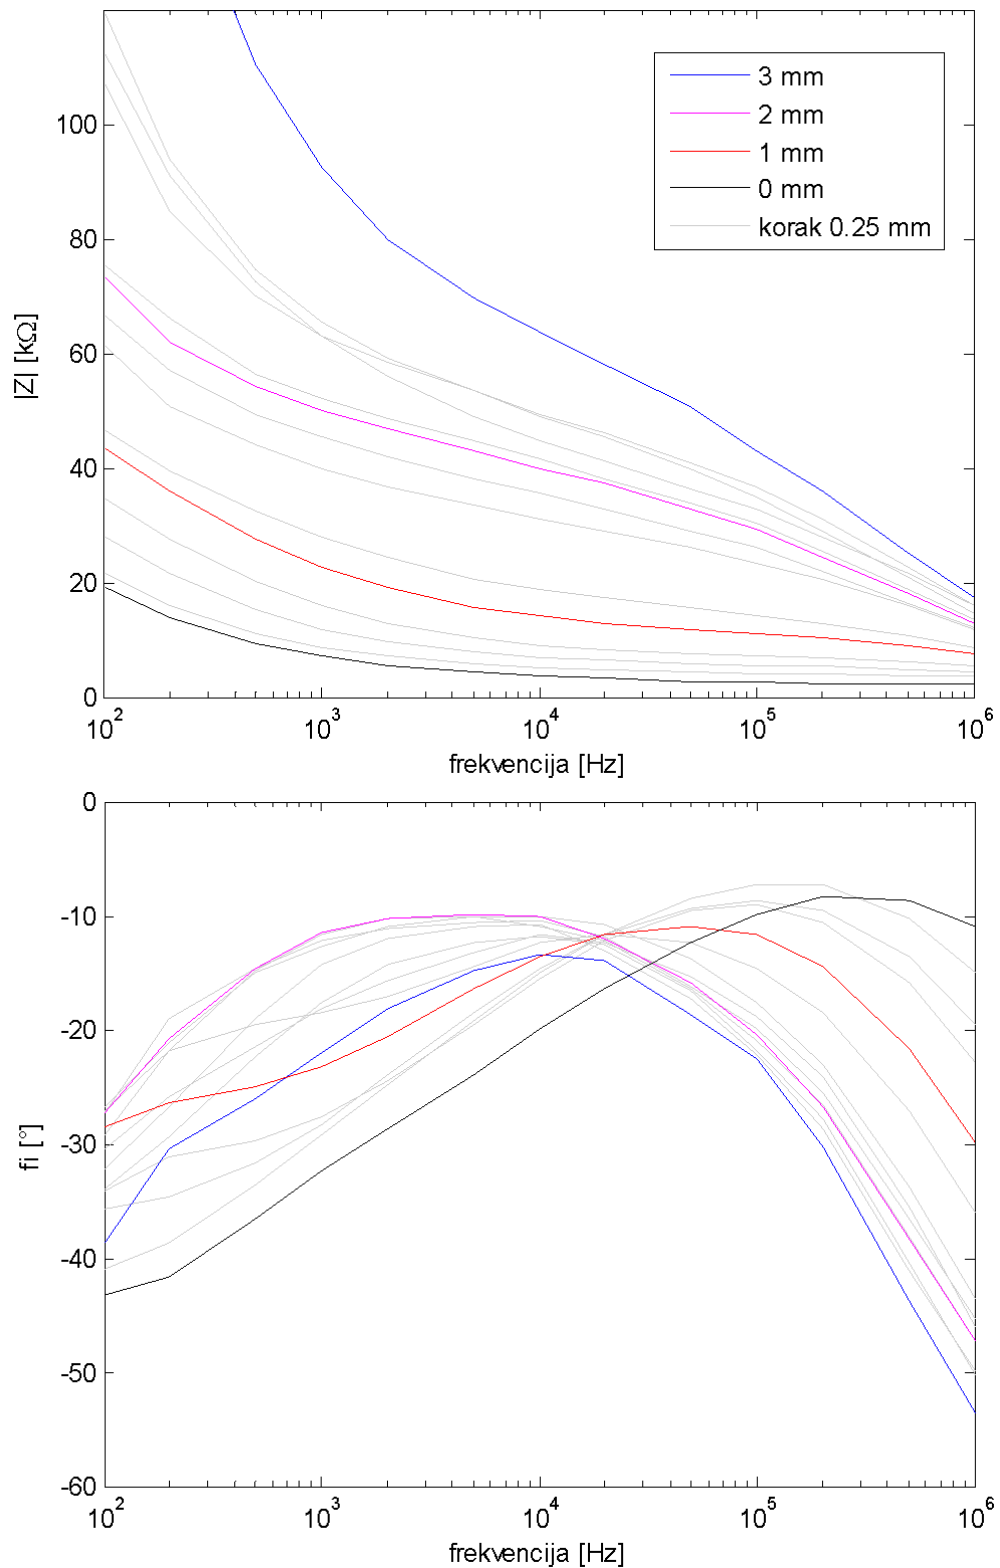 100
80
60
40
20
0
|Z| [kΩ]
3 mm
2 mm
1 mm
0 mm
korak 0.25 mm
10² 10³ 10⁴ 10⁵ 10⁶
frekvencija [Hz]
0
-10
-20
-30
-40
-50
-60
fi [°]
10² 10³ 10⁴ 10⁵ 10⁶
frekvencija [Hz]